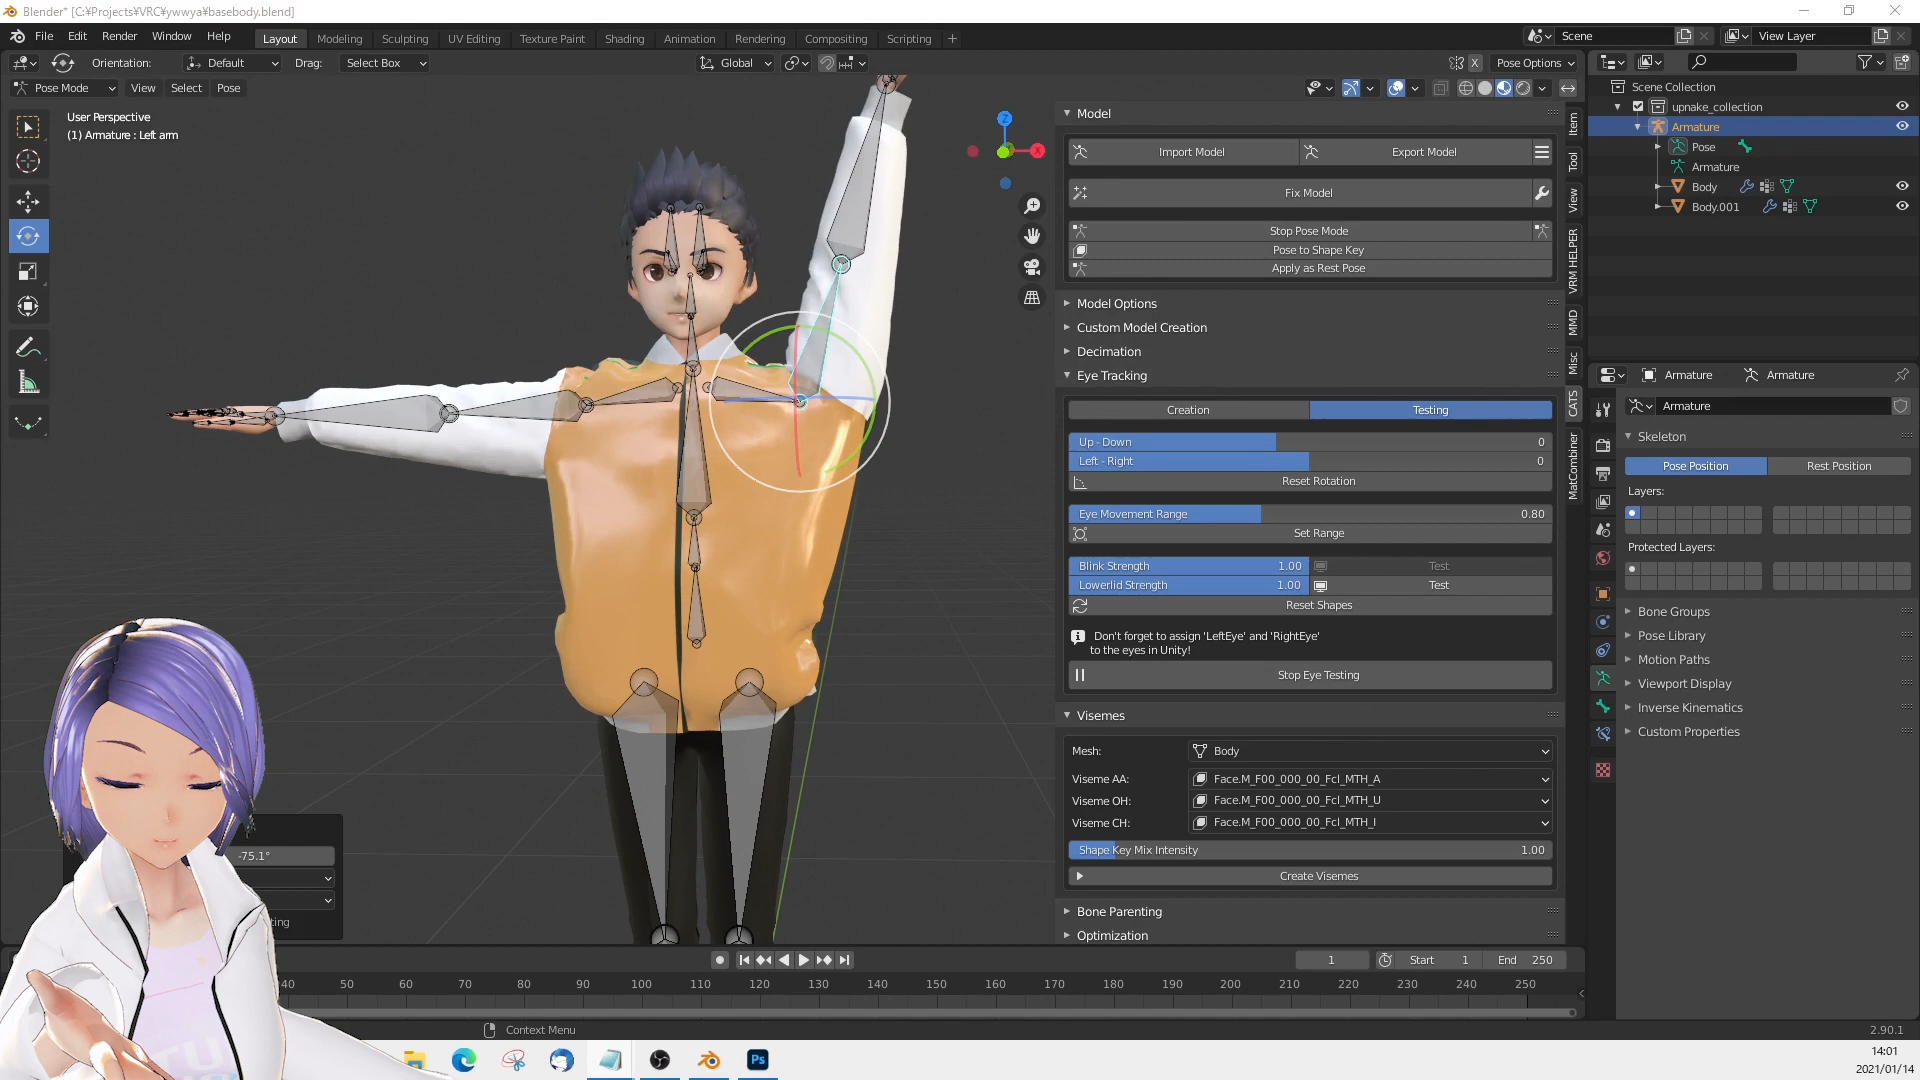 Blender* [C:¥Projects¥VRC¥ywwya¥basebody.blend]
File Edit Render Window Help
Layout Modeling Sculpting UV Editing Texture Paint Shading Animation Rendering Compositing Scripting +
Scene
View Layer
Orientation: Default Drag: Select Box
Global
X Pose Options
Pose Mode View Select Pose
User Perspective
(1) Armature : Left arm
Z
X
Model
Import Model
Export Model
Fix Model
Stop Pose Mode
Pose to Shape Key
Apply as Rest Pose
Model Options
Custom Model Creation
Decimation
Eye Tracking
Creation Testing
Up - Down 0
Left - Right 0
Reset Rotation
Eye Movement Range 0.80
Set Range
Blink Strength 1.00 Test
Lowerlid Strength 1.00 Test
Reset Shapes
Don't forget to assign 'LeftEye' and 'RightEye'
to the eyes in Unity!
Stop Eye Testing
Visemes
Mesh: Body
Viseme AA: Face.M_F00_000_00_Fcl_MTH_A
Viseme OH: Face.M_F00_000_00_Fcl_MTH_U
Viseme CH: Face.M_F00_000_00_Fcl_MTH_I
Shape Key Mix Intensity 1.00
Create Visemes
Bone Parenting
Optimization
Item
Tool
View
VRM HELPER
MMD
Misc
CATS
MatCombiner
Scene Collection
upnake_collection
Armature
Pose
Armature
Body
Body.001
Armature Armature
Armature
Skeleton
Pose Position Rest Position
Layers:
Protected Layers:
Bone Groups
Pose Library
Motion Paths
Viewport Display
Inverse Kinematics
Custom Properties
-75.1°
ting
1 Start 1 End 250
40 50 60 70 80 90 100 110 120 130 140 150 160 170 180 190 200 210 220 230 240 250
Context Menu
2.90.1
Ps
14:01
2021/01/14